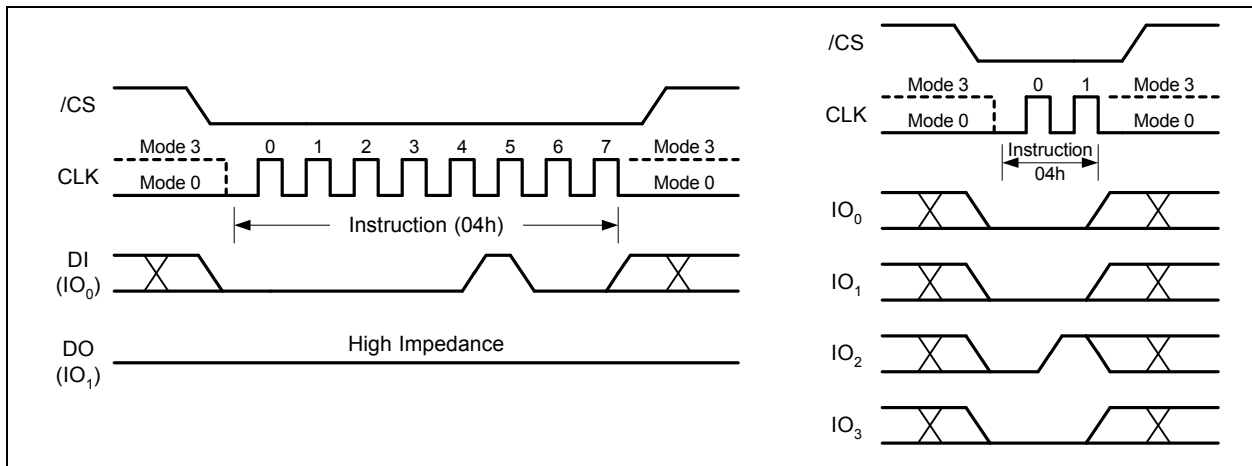 /CS
Mode 3 0 1 2 3 4 5 6 7 Mode 3
CLK Mode 0 Mode 0
Instruction (04h)
DI
(IO0)
DO High Impedance
(IO1)
/CS
Mode 3 0 1 Mode 3
CLK Mode 0 Mode 0
Instruction
04h
IO0
IO1
IO2
IO3